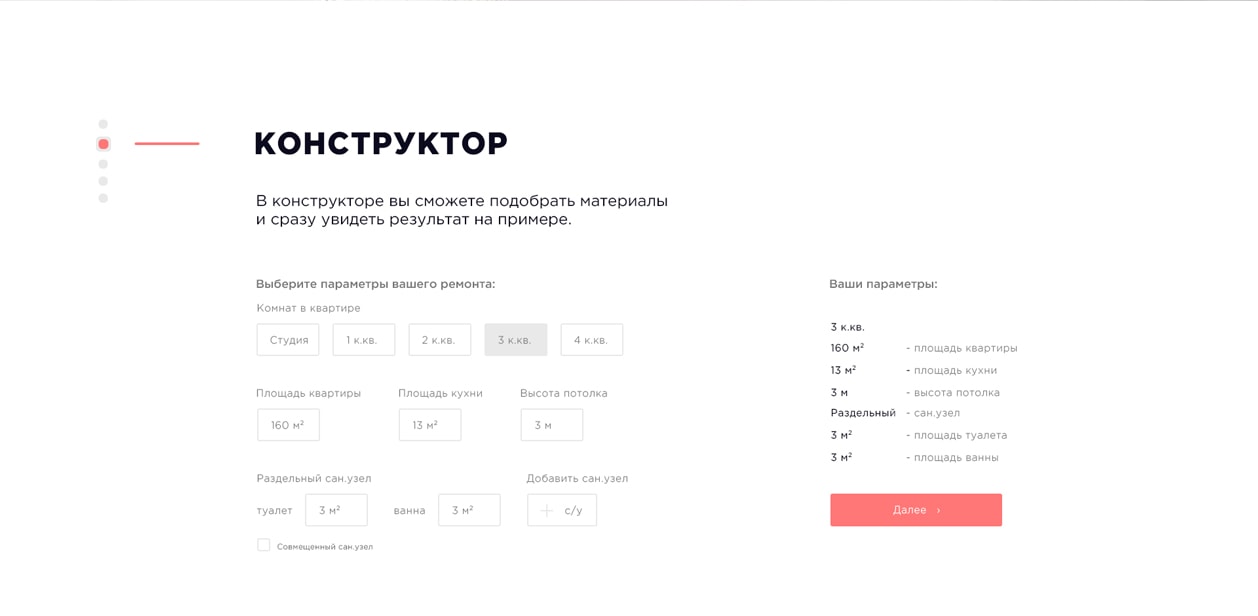 КОНСТРУКТОР
В конструкторе вы сможете подобрать материалы
и сразу увидеть результат на примере.
Выберите параметры вашего ремонта:
Комнат в квартире
Студия
1 к.кв.
2 к.кв.
3 к.кв.
4 к.кв.
Площадь квартиры
Площадь кухни
Высота потолка
160 м²
13 м²
3 м
Раздельный сан.узел
Добавить сан.узел
туалет
3 м²
ванна
3 м²
с/у
Совмещенный сан.узел
Ваши параметры:
3 к.кв.
160 м² - площадь квартиры
13 м² - площадь кухни
3 м - высота потолка
Раздельный - сан.узел
3 м² - площадь туалета
3 м² - площадь ванны
Далее ›